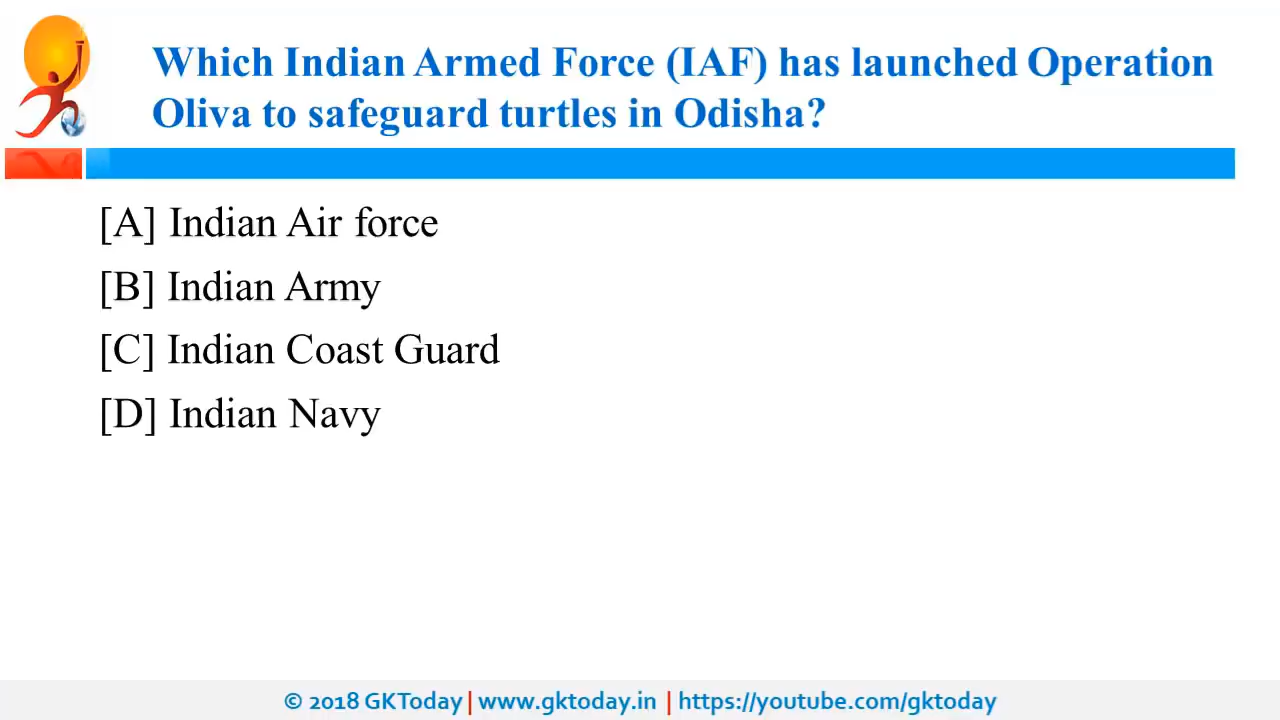 Which Indian Armed Force (IAF) has launched Operation
Oliva to safeguard turtles in Odisha?
[A] Indian Air force
[B] Indian Army
[C] Indian Coast Guard
[D] Indian Navy
© 2018 GKToday | www.gktoday.in | https://youtube.com/gktoday